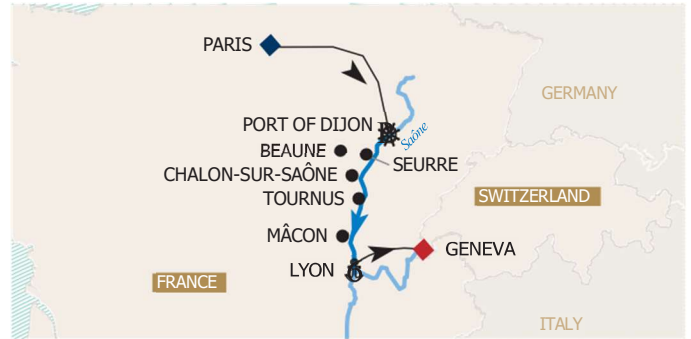 PARIS
GERMANY
PORT OF DIJON
Saône
BEAUNE
SEURRE
CHALON-SUR-SAÔNE
TOURNUS
SWITZERLAND
MÂCON
GENEVA
LYON
FRANCE
ITALY